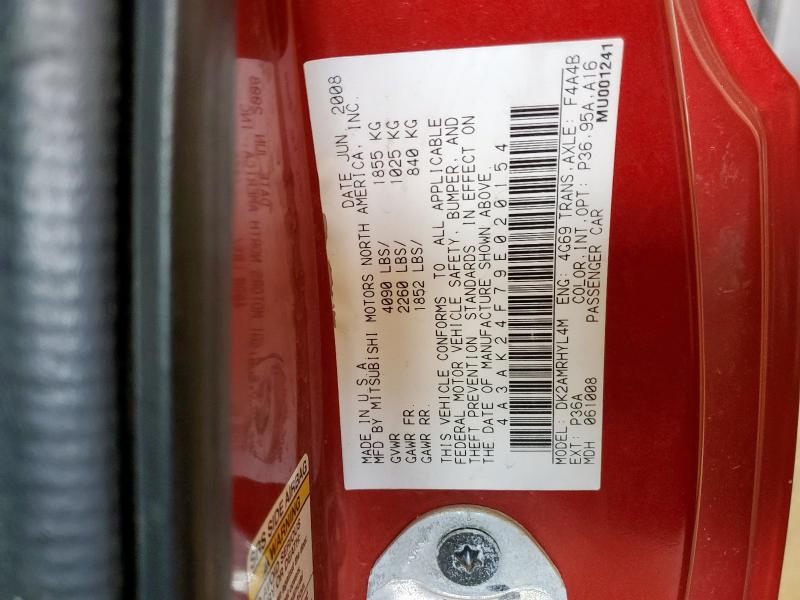 MADE IN U S A DATE JUN 2008
MFD BY MITSUBISHI MOTORS NORTH AMERICA, INC.
GVWR 4090 LBS/ 1855 KG
GAWR FR. 2260 LBS/ 1025 KG
GAWR RR. 1852 LBS/ 840 KG
THIS VEHICLE CONFORMS TO ALL APPLICABLE
FEDERAL MOTOR VEHICLE SAFETY, BUMPER, AND
THEFT PREVENTION STANDARDS IN EFFECT ON
THE DATE OF MANUFACTURE SHOWN ABOVE.
4A3AK24F79E020154
MODEL: DK2AMRHYL4M ENG: 4G69 TRANS.AXLE: F4A4B
EXT: P36A COLOR.INT.OPT: P36.95A.A16
MDH 061008 PASSENGER CAR MU001241
SIDE AIRBAG
WARNING